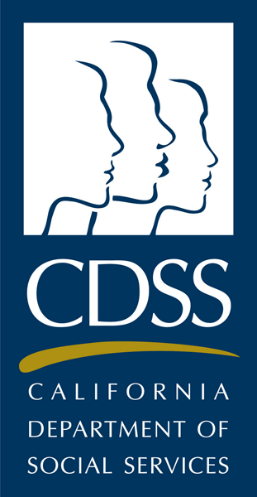 CDSS
CALIFORNIA
DEPARTMENT OF
SOCIAL SERVICES